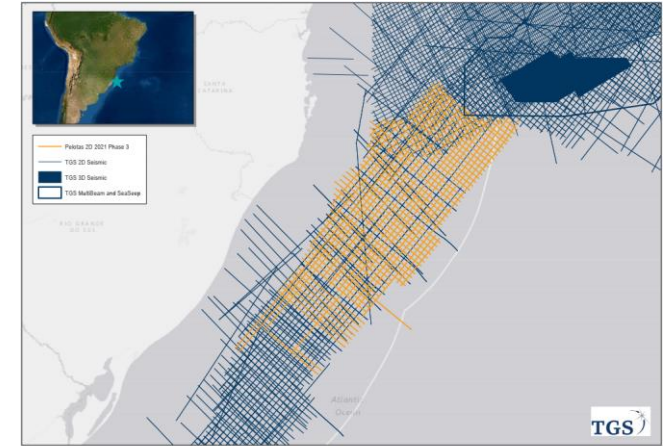 SANTA
CATARINA
Pelotas 2D 2021 Phase 3
TGS 2D Seismic
TGS 3D Seismic
TGS MultiBeam and SeaSeep
RIO GRANDE
DO SUL
Atlantic
Ocean
TGS